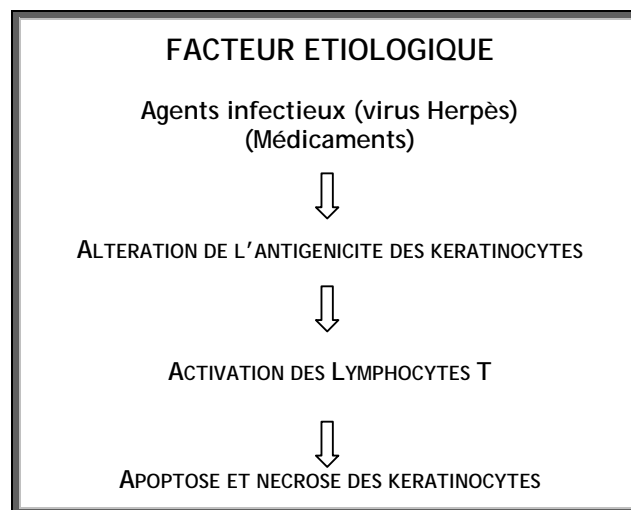 FACTEUR ETIOLOGIQUE
Agents infectieux (virus Herpès)
(Médicaments)
ALTERATION DE L'ANTIGENICITE DES KERATINOCYTES
ACTIVATION DES LYMPHOCYTES T
APOPTOSE ET NECROSE DES KERATINOCYTES